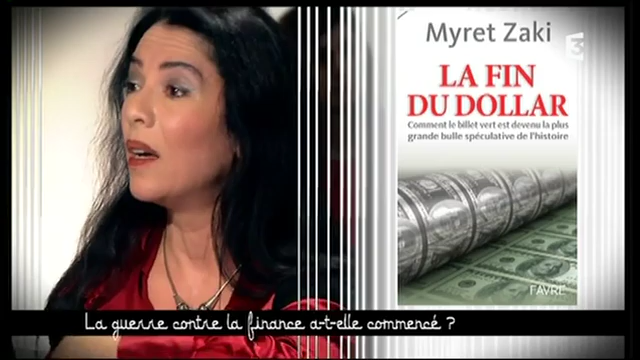 Myret Zaki
3
LA FIN
DU DOLLAR
Comment le billet vert est devenu la plus
grande bulle spéculative de l'histoire
FAVRE
La guerre contre la finance a-t-elle commencé ?